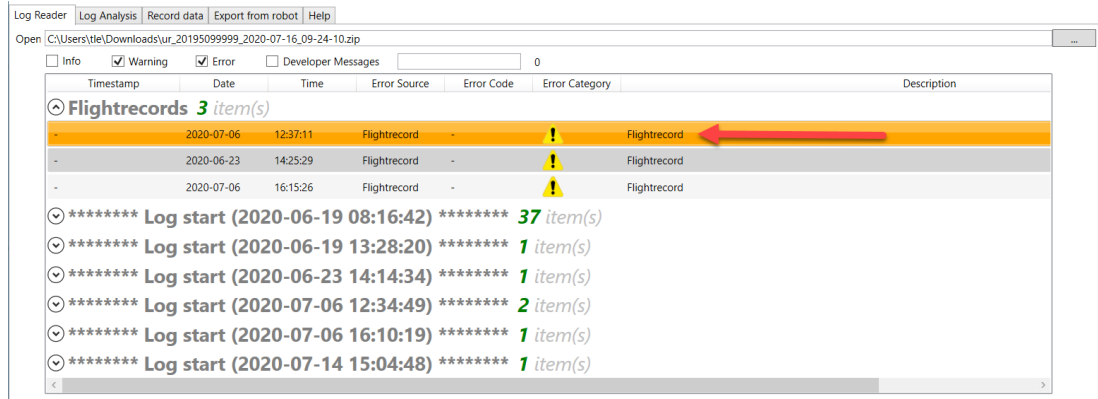 Log Reader Log Analysis Record data Export from robot Help
Open C:\Users\tle\Downloads\ur_20195099999_2020-07-16_09-24-10.zip ...
Info Warning Error Developer Messages 0
Timestamp Date Time Error Source Error Code Error Category Description
Flightrecords 3 item(s)
- 2020-07-06 12:37:11 Flightrecord - Flightrecord
- 2020-06-23 14:25:29 Flightrecord - Flightrecord
- 2020-07-06 16:15:26 Flightrecord - Flightrecord
******** Log start (2020-06-19 08:16:42) ******** 37 item(s)
******** Log start (2020-06-19 13:28:20) ******** 1 item(s)
******** Log start (2020-06-23 14:14:34) ******** 1 item(s)
******** Log start (2020-07-06 12:34:49) ******** 2 item(s)
******** Log start (2020-07-06 16:10:19) ******** 1 item(s)
******** Log start (2020-07-14 15:04:48) ******** 1 item(s)